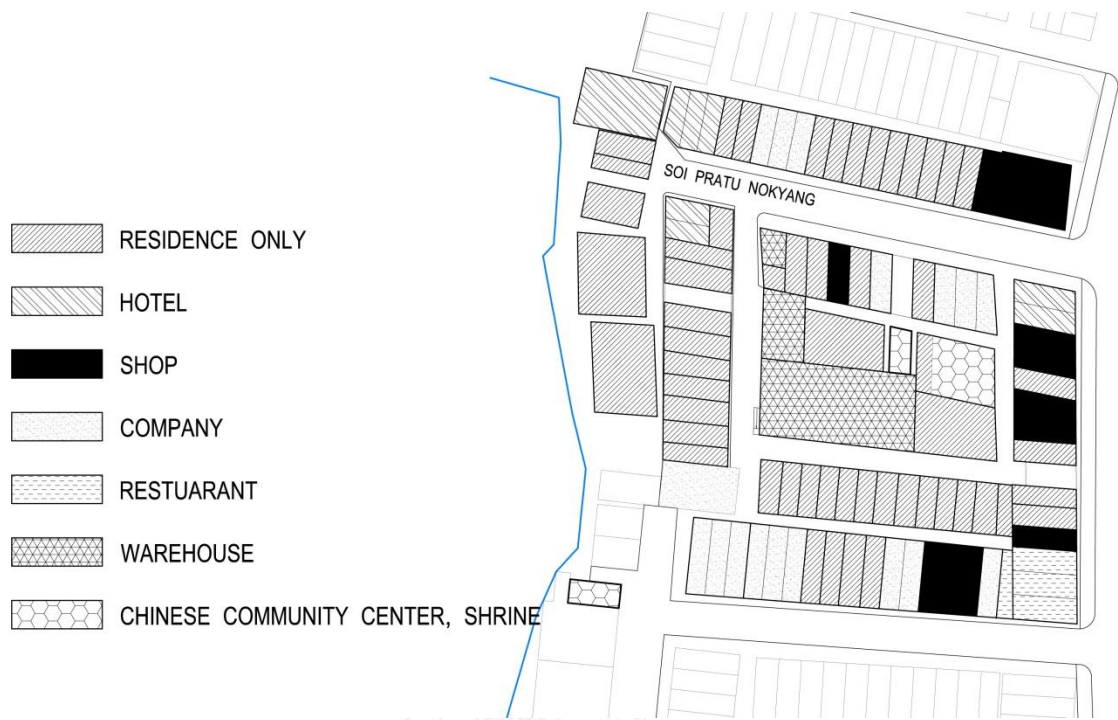 SOI PRATU NOKYANG
RESIDENCE ONLY
HOTEL
SHOP
COMPANY
RESTUARANT
WAREHOUSE
CHINESE COMMUNITY CENTER, SHRINE